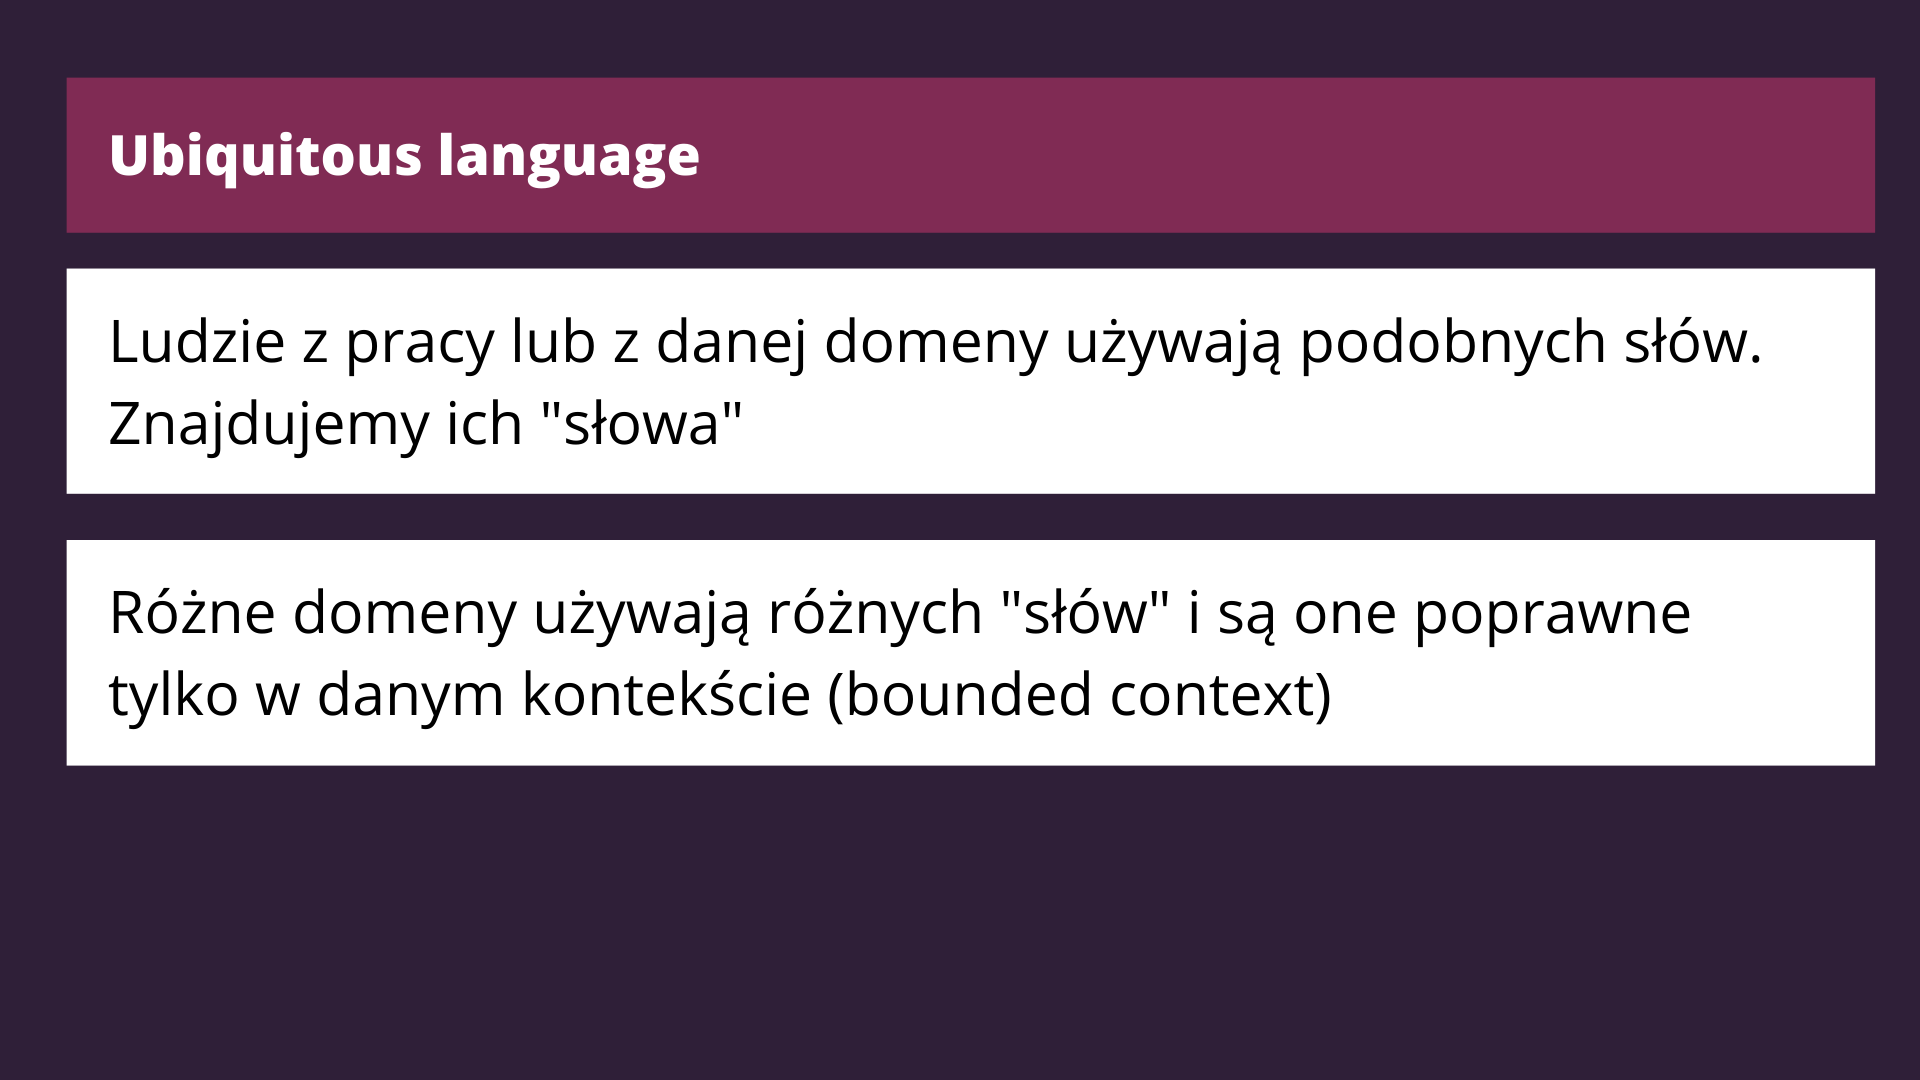 Ubiquitous language
Ludzie z pracy lub z danej domeny używają podobnych słów.
Znajdujemy ich "słowa"
Różne domeny używają różnych "słów" i są one poprawne
tylko w danym kontekście (bounded context)